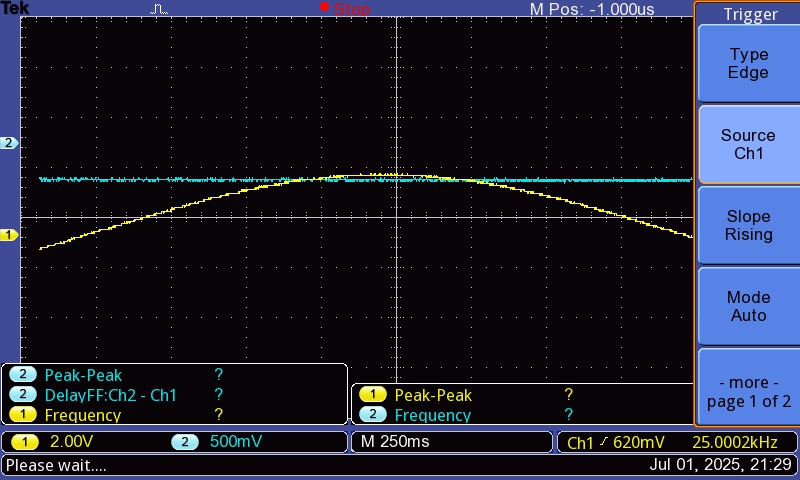 Tek
Stop
M Pos: -1.000us
Trigger
Type
Edge
Source
Ch1
Slope
Rising
Mode
Auto
- more -
page 1 of 2
2
1
2 Peak-Peak ?
2 DelayFF:Ch2 - Ch1 ?
1 Frequency ?
1 Peak-Peak ?
2 Frequency ?
1 2.00V 2 500mV M 250ms Ch1 620mV 25.0002kHz
Please wait.... Jul 01, 2025, 21:29